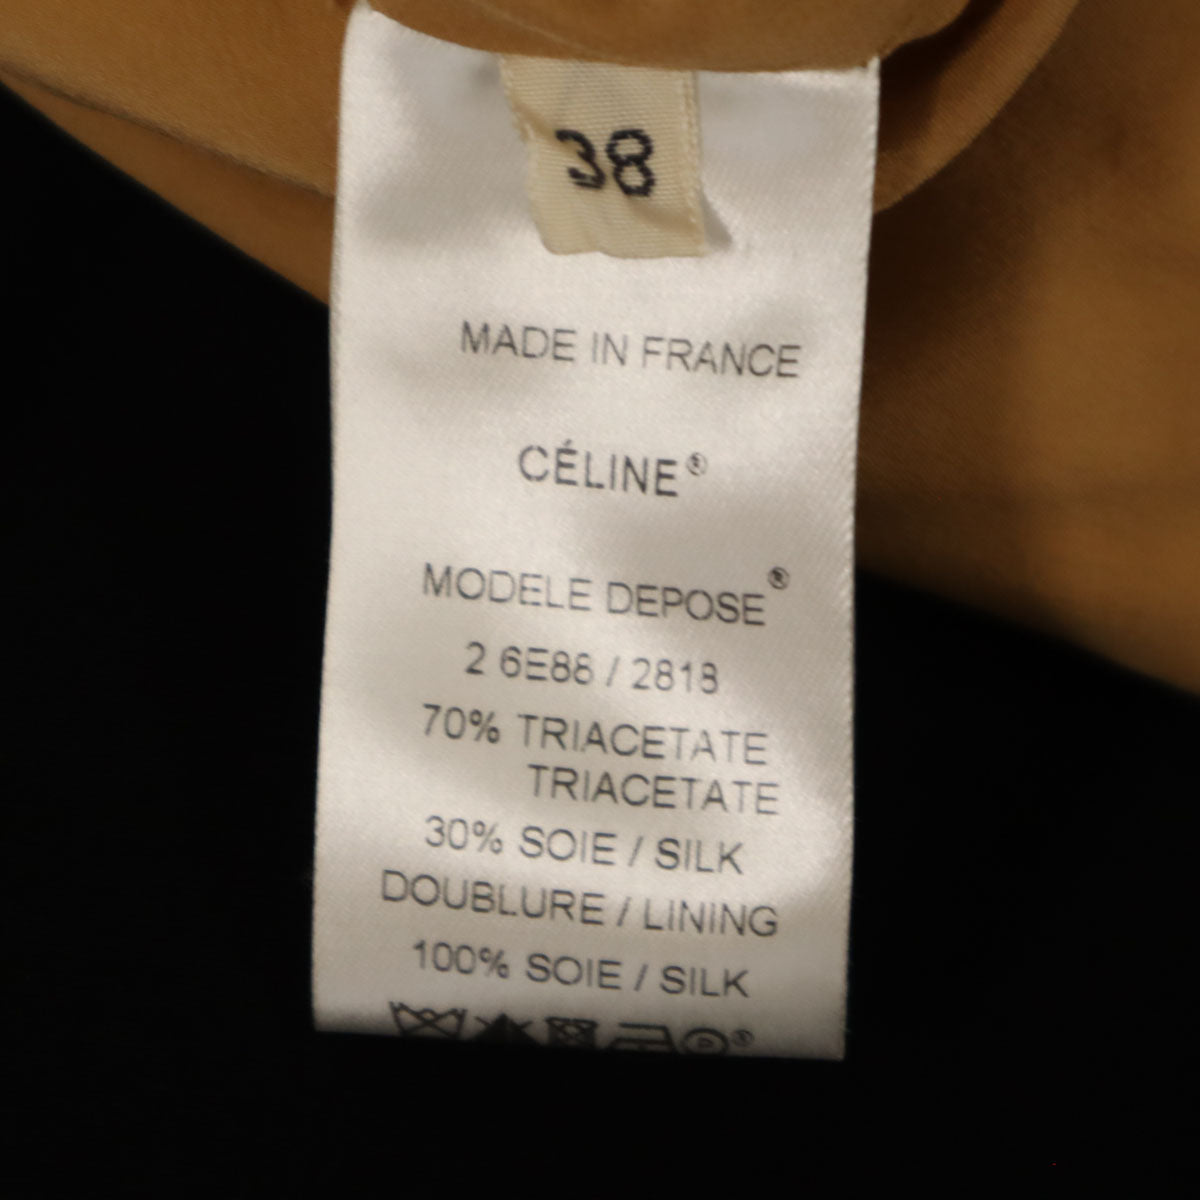 38
MADE IN FRANCE
CÉLINE®
MODELE DEPOSE®
2 6E88 / 2818
70% TRIACETATE
TRIACETATE
30% SOIE / SILK
DOUBLURE / LINING
100% SOIE / SILK